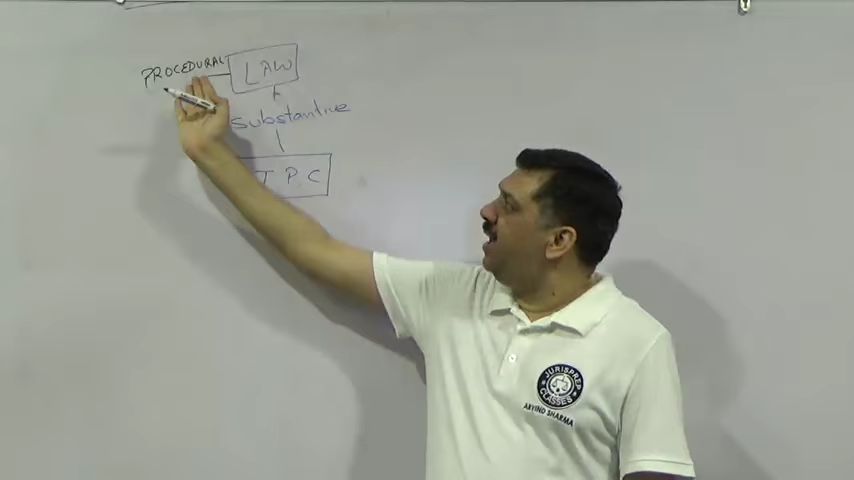 PROCEDURAL LAW
substantive
I P C
JURISPREP
CLASSES
ARVIND SHARMA